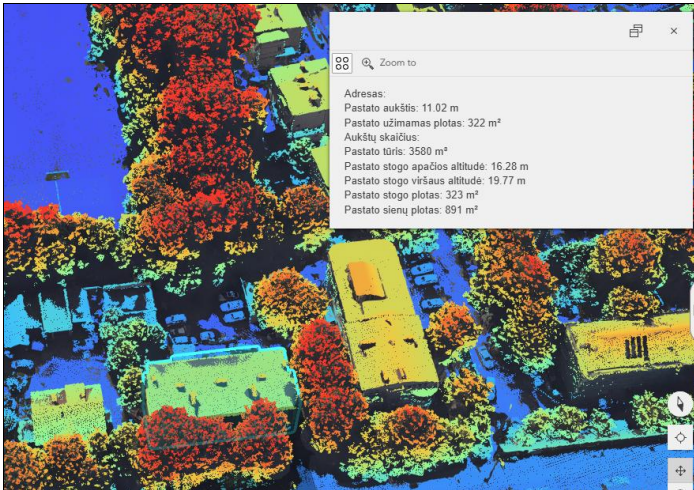 Zoom to
Adresas:
Pastato aukštis: 11.02 m
Pastato užimamas plotas: 322 m²
Aukštų skaičius:
Pastato tūris: 3580 m³
Pastato stogo apačios altitudė: 16.28 m
Pastato stogo viršaus altitudė: 19.77 m
Pastato stogo plotas: 323 m²
Pastato sienų plotas: 891 m²